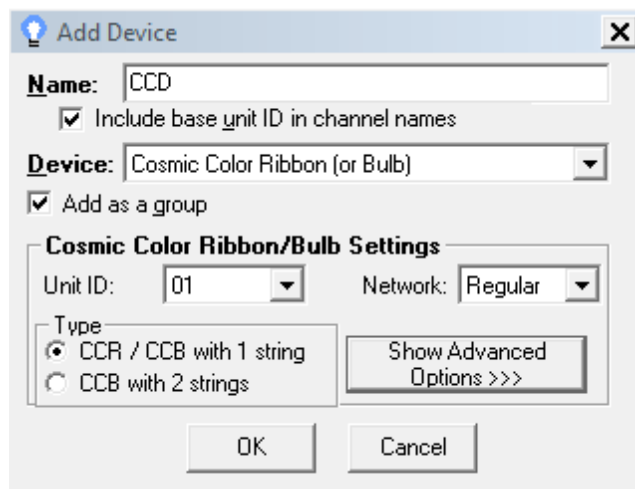 Add Device
Name: CCD
Include base unit ID in channel names
Device: Cosmic Color Ribbon (or Bulb)
Add as a group
Cosmic Color Ribbon/Bulb Settings
Unit ID: 01 Network: Regular
Type
CCR / CCB with 1 string
CCB with 2 strings
Show Advanced
Options >>>
OK Cancel